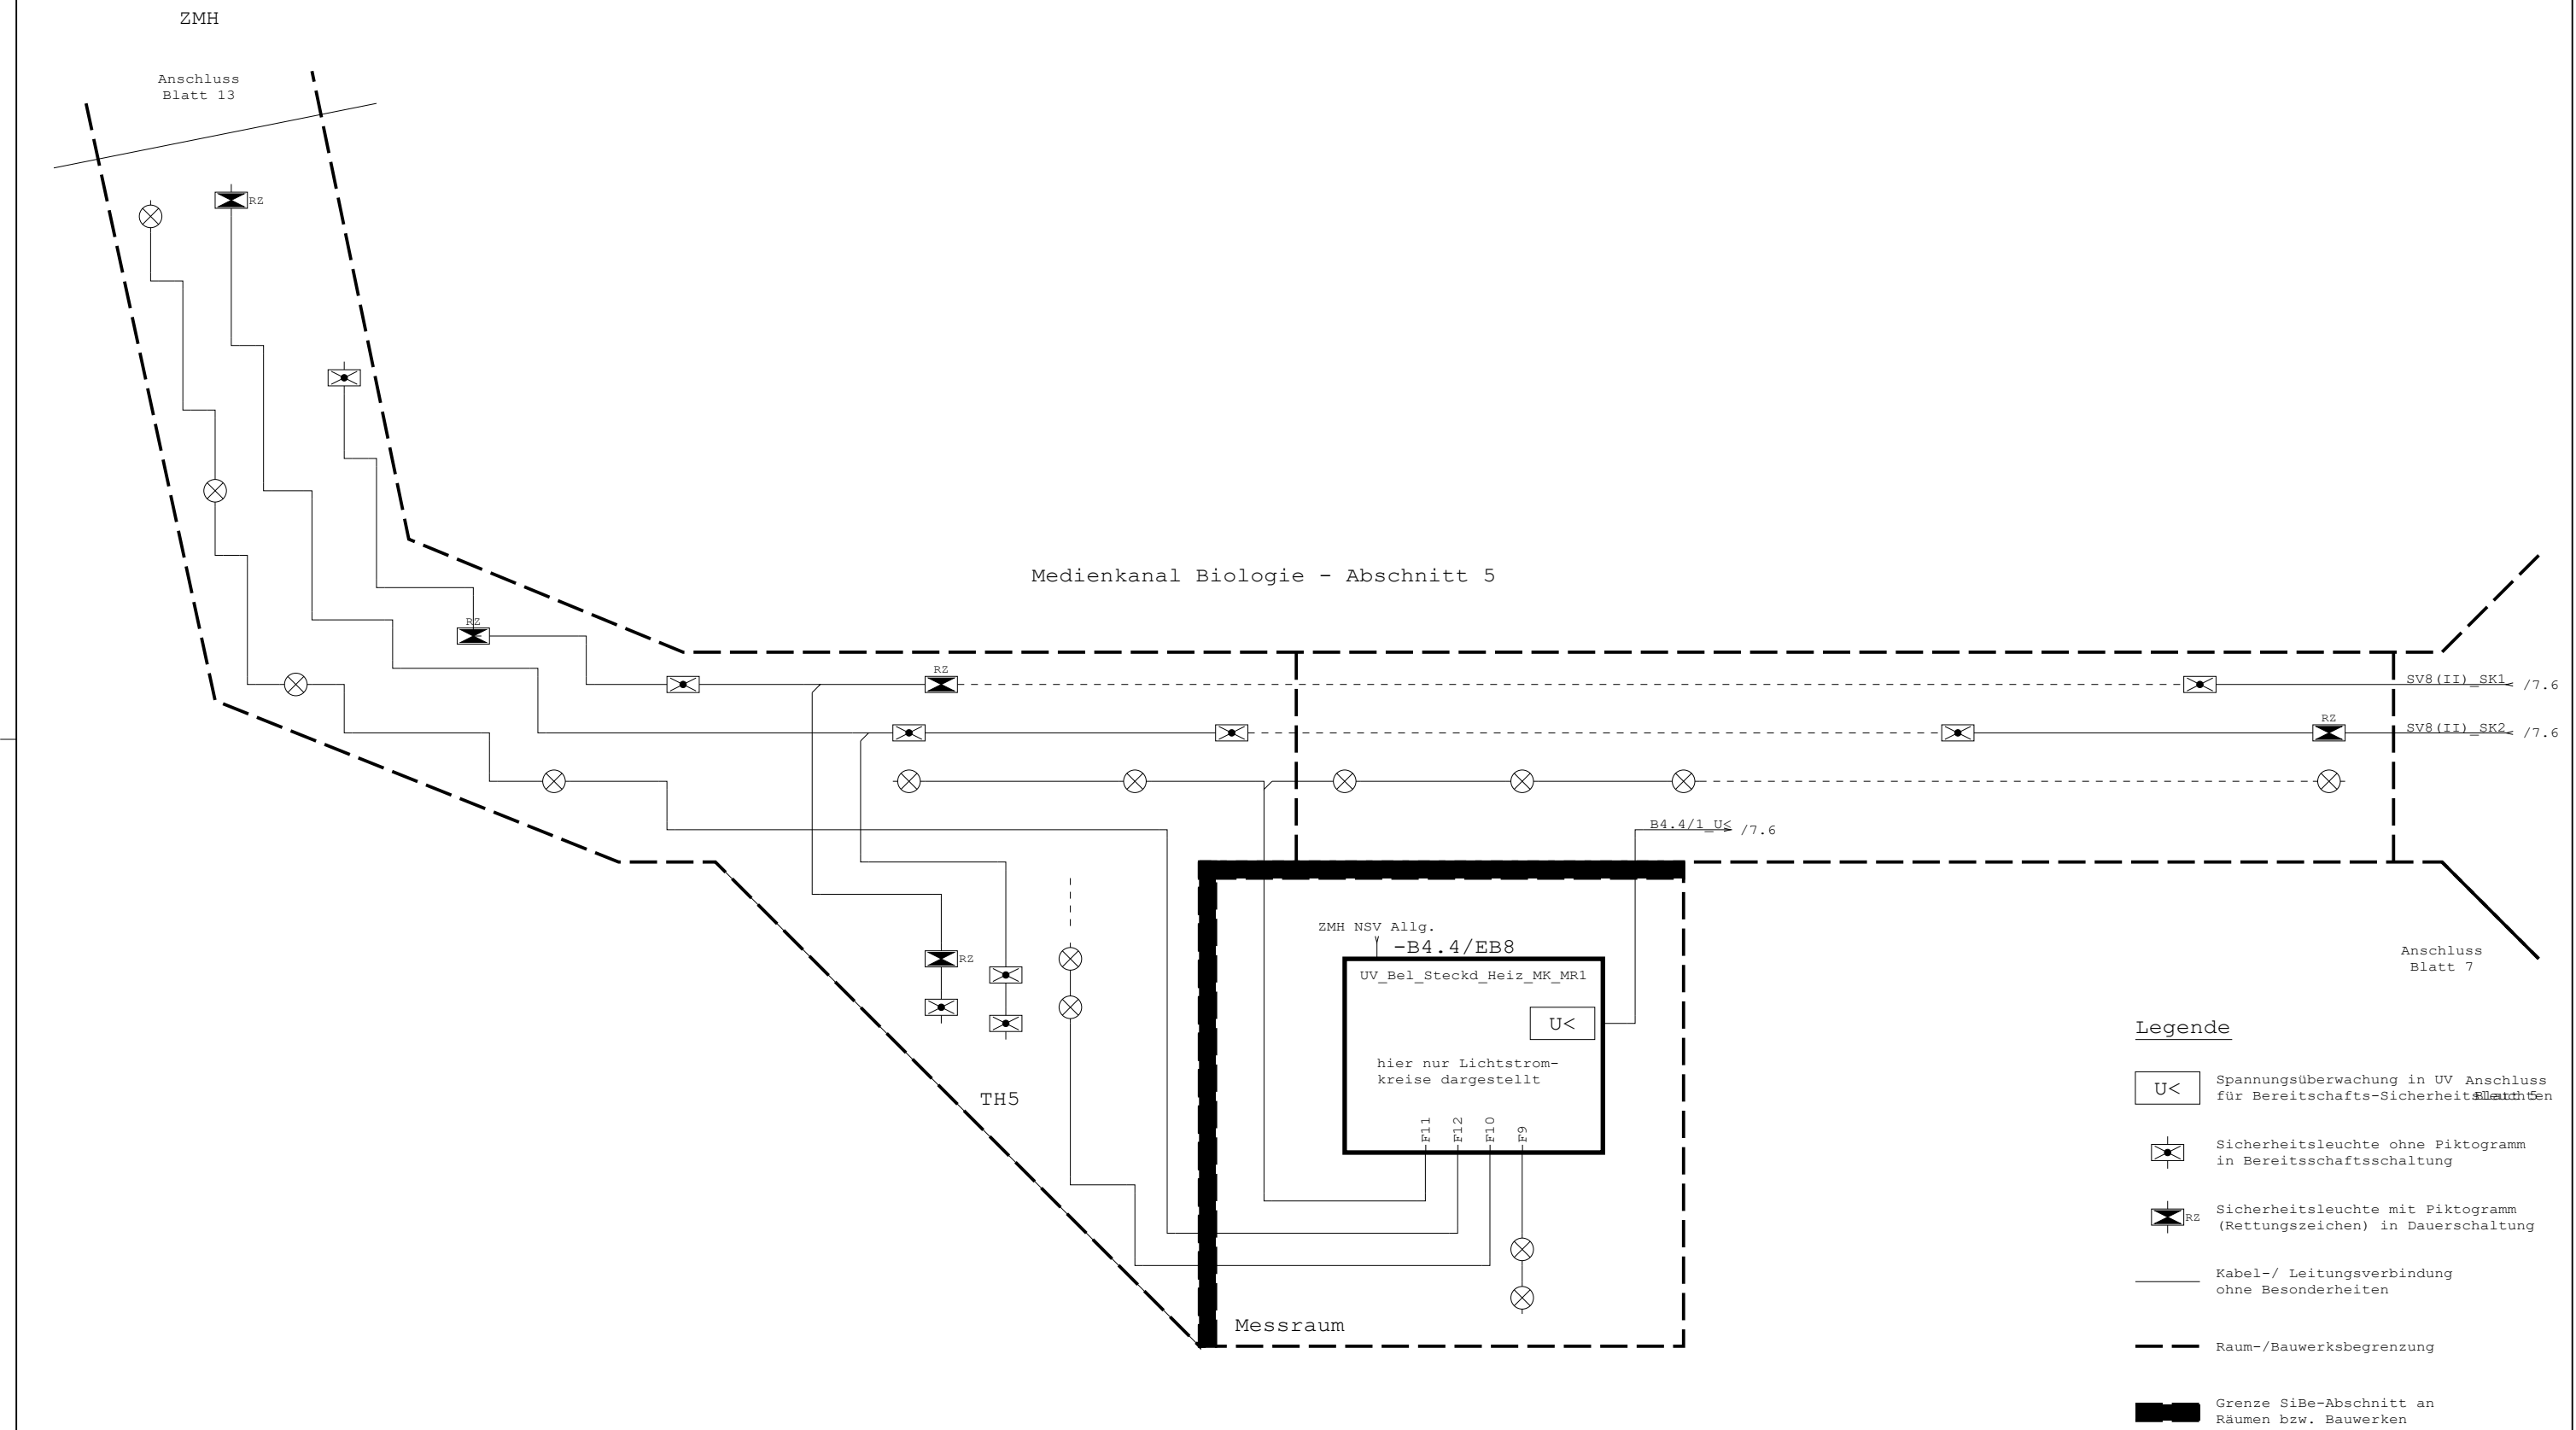 ZMH
Anschluss
Blatt 13
RZ
Medienkanal Biologie - Abschnitt 5
RZ
RZ
SV8(II)_SK1
/7.6
RZ
SV8(II)_SK2
/7.6
B4.4/1_U<
/7.6
ZMH NSV Allg.
-B4.4/EB8
UV_Bel_Steckd_Heiz_MK_MR1
U<
hier nur Lichtstrom-
kreise dargestellt
F11
F12
F10
F9
RZ
TH5
Messraum
Anschluss
Blatt 7
Legende
U<
Spannungsüberwachung in UV
für Bereitschafts-Sicherheitsleuchten
Anschluss
Blatt 5
Sicherheitsleuchte ohne Piktogramm
in Bereitsschaftsschaltung
RZ
Sicherheitsleuchte mit Piktogramm
(Rettungszeichen) in Dauerschaltung
Kabel-/ Leitungsverbindung
ohne Besonderheiten
Raum-/Bauwerksbegrenzung
Grenze SiBe-Abschnitt an
Räumen bzw. Bauwerken